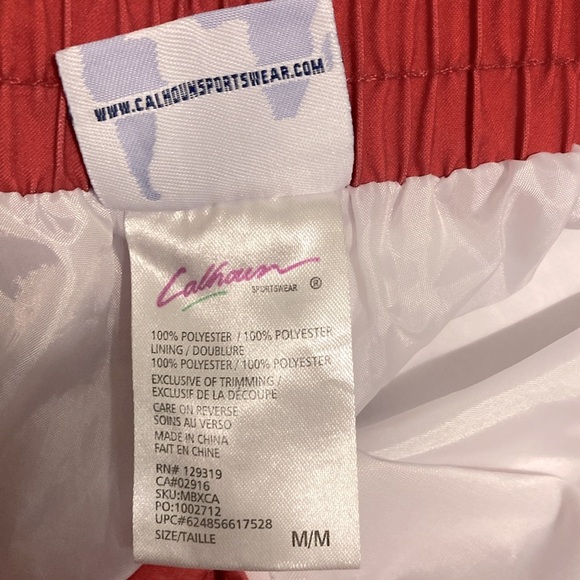 WWW.CALHOUNSPORTSWEAR.COM
Calhoun
SPORTSWEAR ®
100% POLYESTER / 100% POLYESTER
LINING / DOUBLURE
100% POLYESTER / 100% POLYESTER
EXCLUSIVE OF TRIMMING /
EXCLUSIF DE LA DÉCOUPE
CARE ON REVERSE
SOINS AU VERSO
MADE IN CHINA
FAIT EN CHINE
RN# 129319
CA#02916
SKU:MBXCA
PO:1002712
UPC#624856617528
SIZE/TAILLE M/M